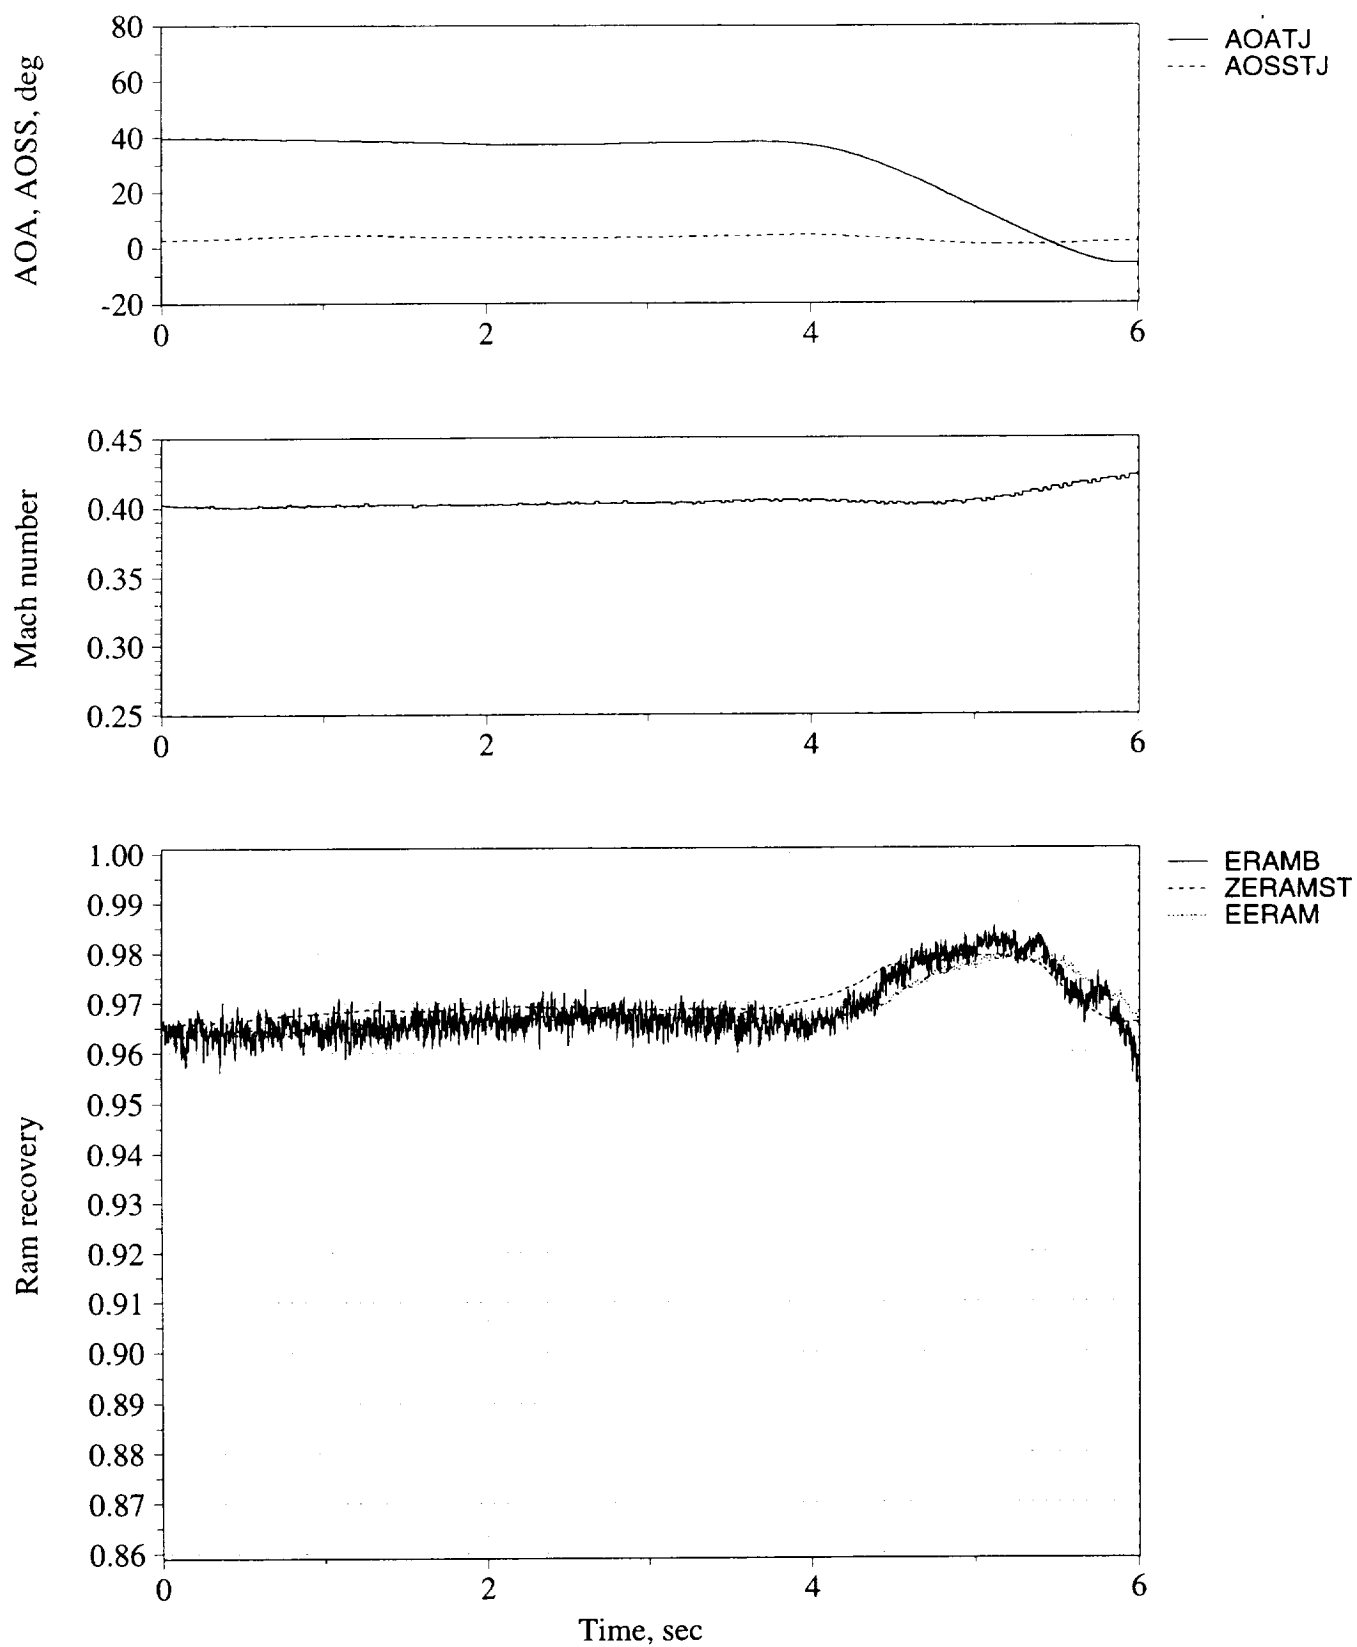 80
60
40
20
0
-20
AOA, AOSS, deg
0 2 4 6
AOATJ
AOSSTJ
0.45
0.40
0.35
0.30
0.25
Mach number
0 2 4 6
1.00
0.99
0.98
0.97
0.96
0.95
0.94
0.93
0.92
0.91
0.90
0.89
0.88
0.87
0.86
Ram recovery
0 2 4 6
Time, sec
ERAMB
ZERAMST
EERAM